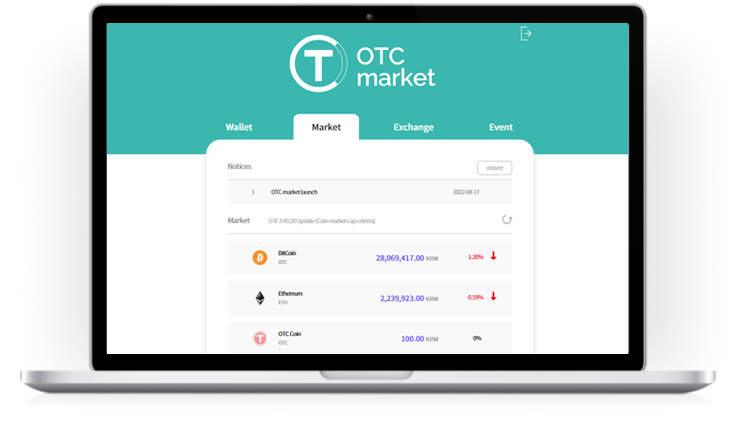 T OTC
market
Wallet Market Exchange Event
Notices more
1 OTC market launch 2022-08-17
Market 2:45:20 Update (Coin market cap criteria)
BitCoin
BTC 28,069,417.00 KRW -1.20%
Ethereum
ETH 2,239,923.00 KRW -0.59%
T OTC Coin
OTC 100.00 KRW 0%